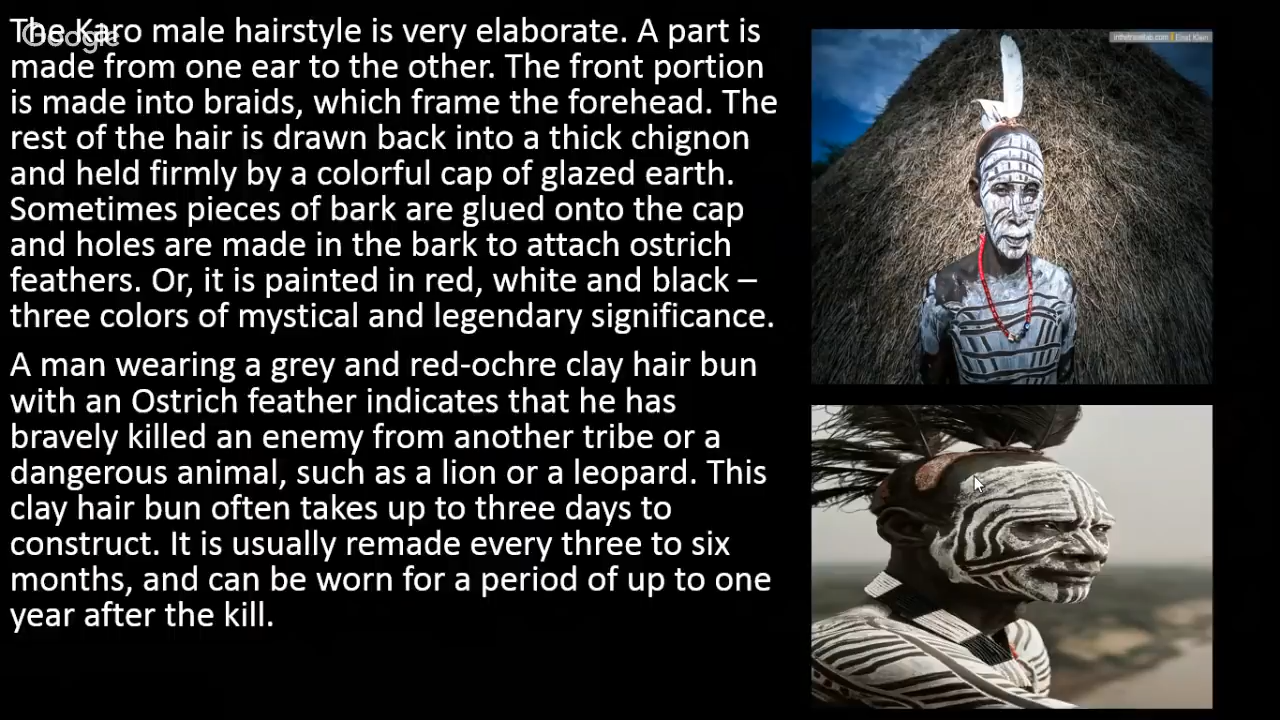 The Karo male hairstyle is very elaborate. A part is
made from one ear to the other. The front portion
is made into braids, which frame the forehead. The
rest of the hair is drawn back into a thick chignon
and held firmly by a colorful cap of glazed earth.
Sometimes pieces of bark are glued onto the cap
and holes are made in the bark to attach ostrich
feathers. Or, it is painted in red, white and black –
three colors of mystical and legendary significance.
A man wearing a grey and red-ochre clay hair bun
with an Ostrich feather indicates that he has
bravely killed an enemy from another tribe or a
dangerous animal, such as a lion or a leopard. This
clay hair bun often takes up to three days to
construct. It is usually remade every three to six
months, and can be worn for a period of up to one
year after the kill.
Google